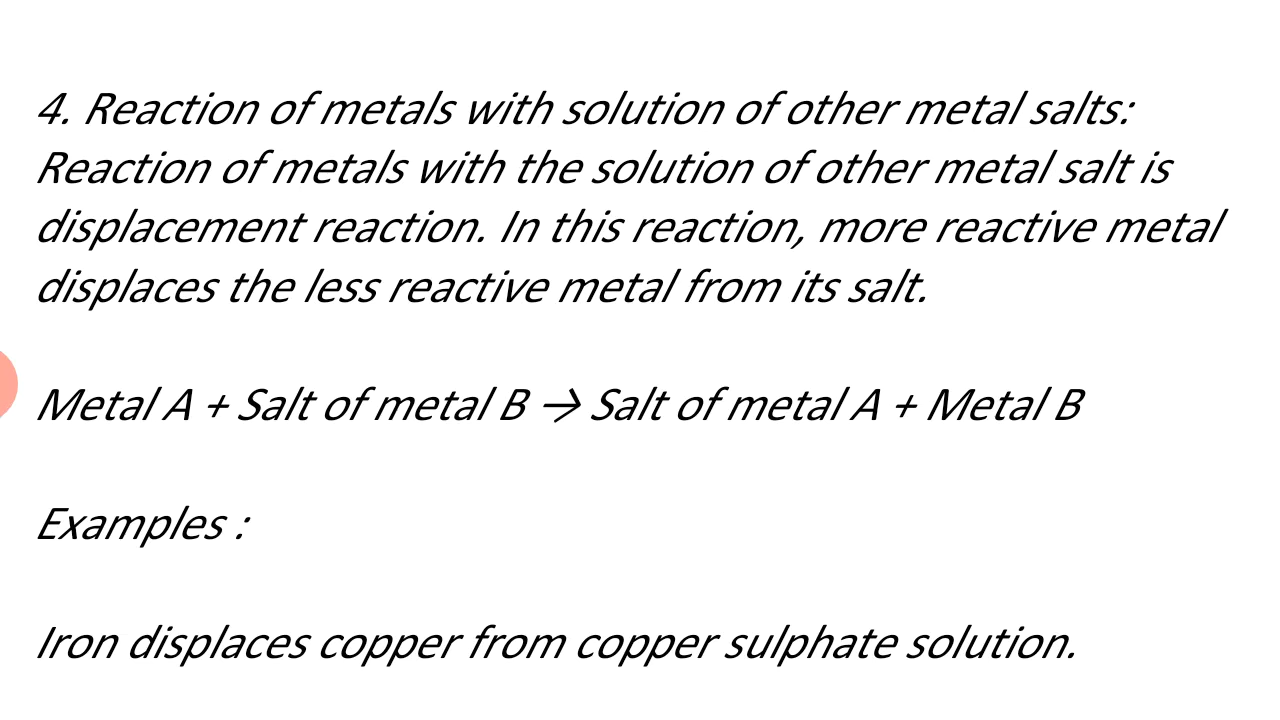 4. Reaction of metals with solution of other metal salts:
Reaction of metals with the solution of other metal salt is
displacement reaction. In this reaction, more reactive metal
displaces the less reactive metal from its salt.
Metal A + Salt of metal B → Salt of metal A + Metal B
Examples :
Iron displaces copper from copper sulphate solution.